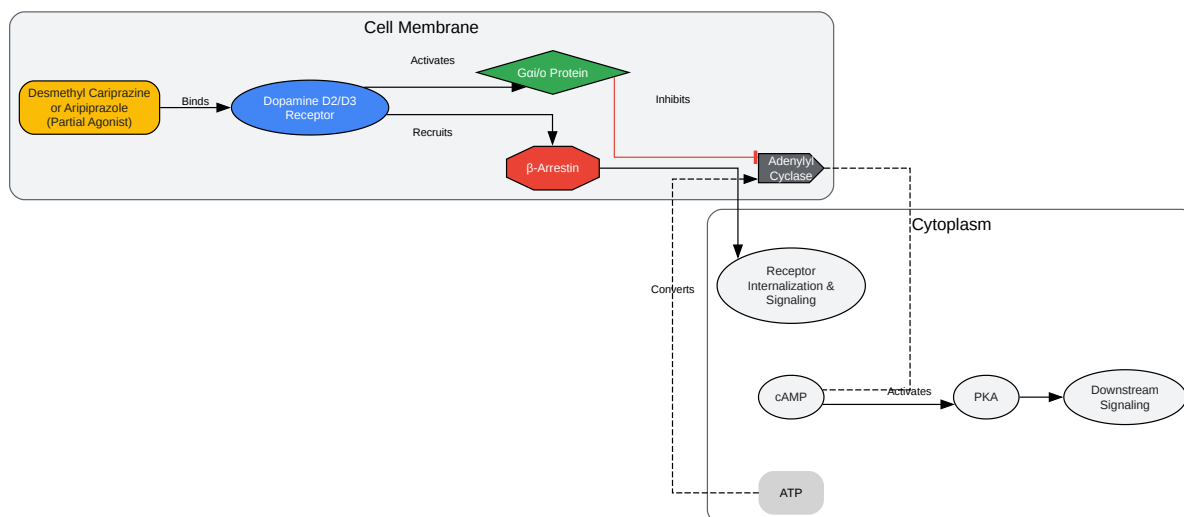 Cell Membrane
Desmethyl Cariprazine
or Aripiprazole
(Partial Agonist)
Binds
Dopamine D2/D3
Receptor
Activates
Gαi/o Protein
Inhibits
Recruits
β-Arrestin
Adenylyl
Cyclase
Cytoplasm
Receptor
Internalization &
Signaling
Converts
cAMP
Activates
PKA
Downstream
Signaling
ATP